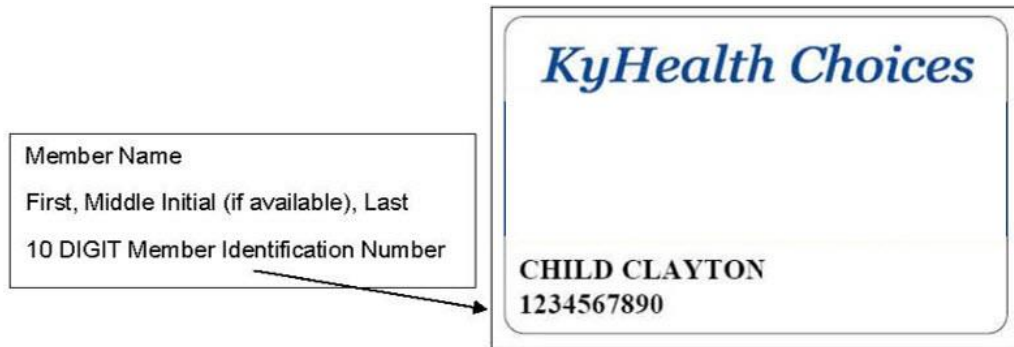 Member Name
First, Middle Initial (if available), Last
10 DIGIT Member Identification Number
KyHealth Choices
CHILD CLAYTON
1234567890